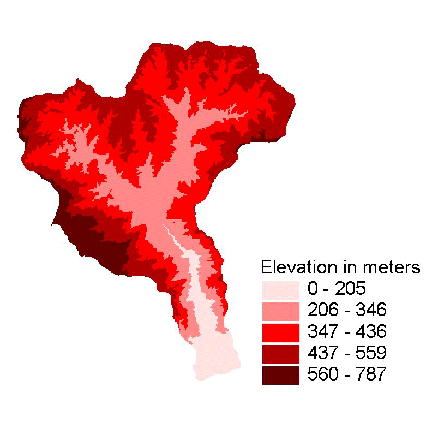 Elevation in meters
0 - 205
206 - 346
347 - 436
437 - 559
560 - 787